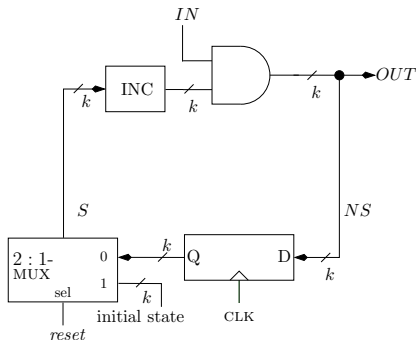 IN
INC
k
k
k
OUT
S
NS
2 : 1-
MUX
0
1
sel
k
k
Q
D
k
initial state
reset
CLK